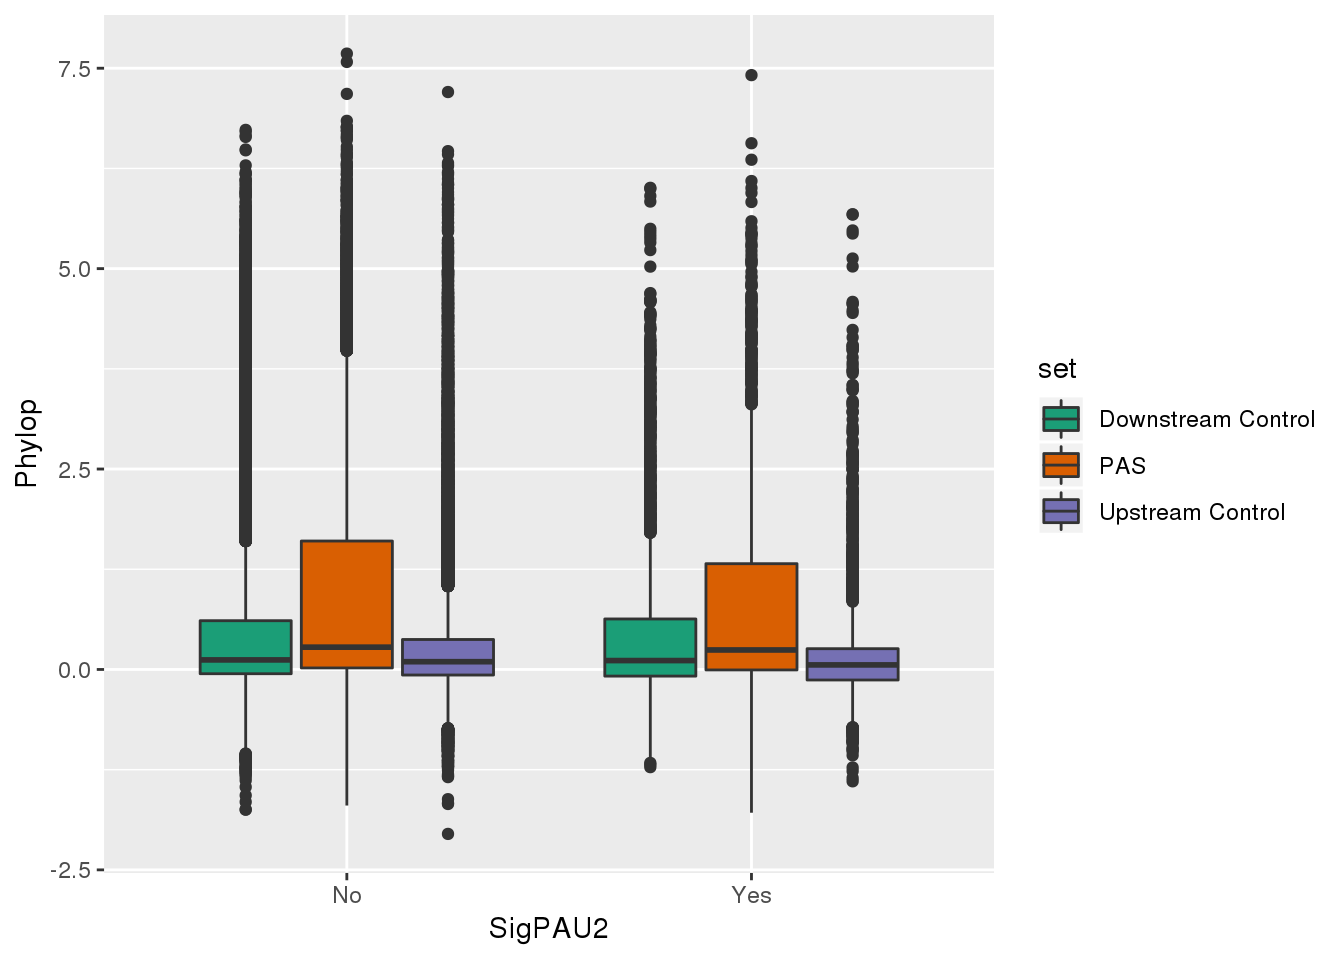 Phylop
7.5
5.0
2.5
0.0
-2.5
No
Yes
SigPAU2
set
Downstream Control
PAS
Upstream Control